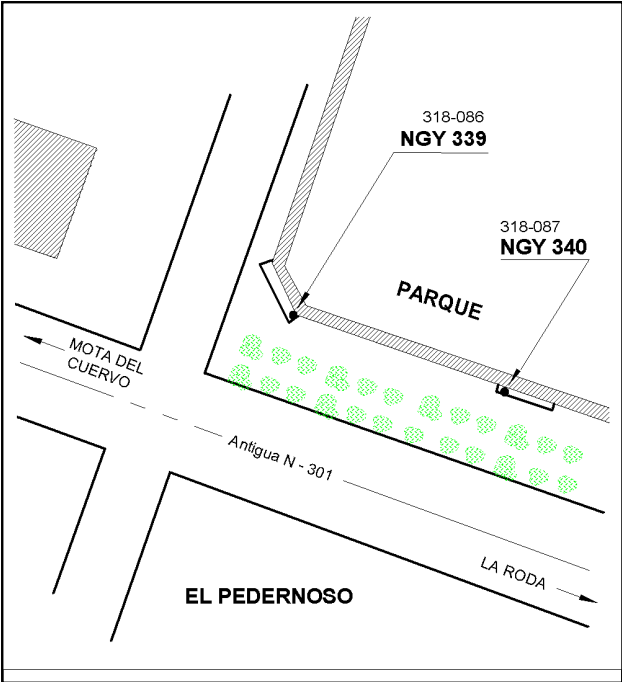 318-086
NGY 339
318-087
NGY 340
PARQUE
MOTA DEL
CUERVO
Antigua N - 301
LA RODA
EL PEDERNOSO